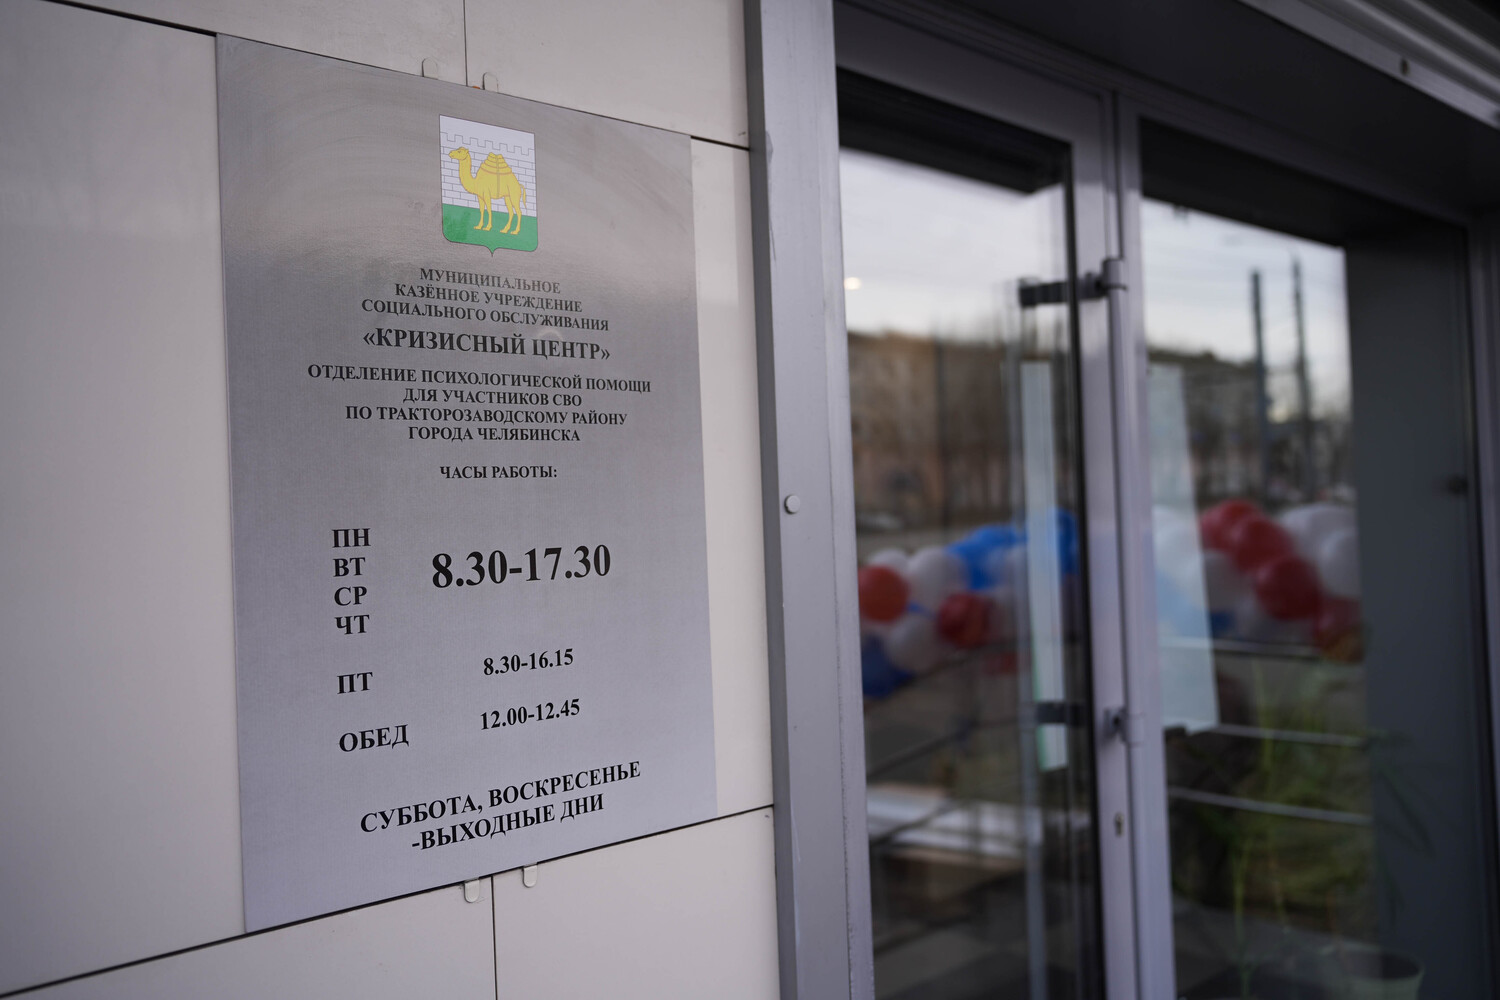 МУНИЦИПАЛЬНОЕ
КАЗЁННОЕ УЧРЕЖДЕНИЕ
СОЦИАЛЬНОГО ОБСЛУЖИВАНИЯ
«КРИЗИСНЫЙ ЦЕНТР»
ОТДЕЛЕНИЕ ПСИХОЛОГИЧЕСКОЙ ПОМОЩИ
ДЛЯ УЧАСТНИКОВ СВО
ПО ТРАКТОРОЗАВОДСКОМУ РАЙОНУ
ГОРОДА ЧЕЛЯБИНСКА
ЧАСЫ РАБОТЫ:
ПН
ВТ
СР
ЧТ
8.30-17.30
ПТ 8.30-16.15
ОБЕД 12.00-12.45
СУББОТА, ВОСКРЕСЕНЬЕ
-ВЫХОДНЫЕ ДНИ